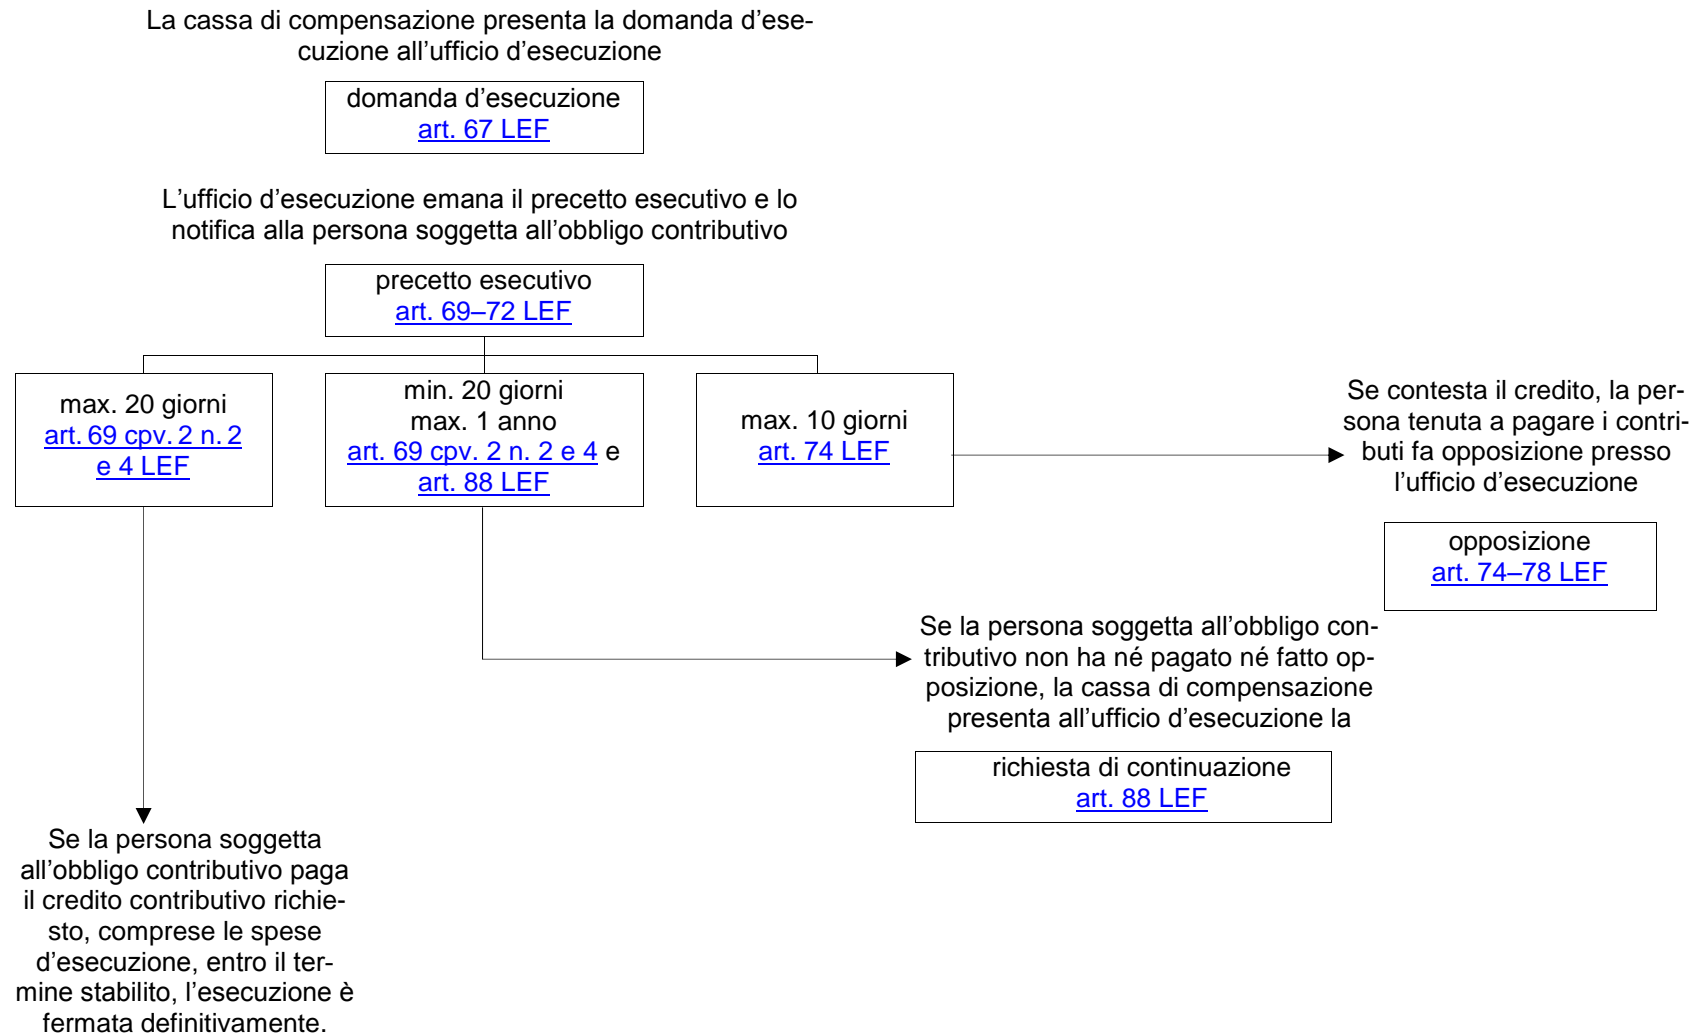 La cassa di compensazione presenta la domanda d’ese-
cuzione all’ufficio d’esecuzione
domanda d’esecuzione
art. 67 LEF
L’ufficio d’esecuzione emana il precetto esecutivo e lo
notifica alla persona soggetta all’obbligo contributivo
precetto esecutivo
art. 69–72 LEF
max. 20 giorni
art. 69 cpv. 2 n. 2
e 4 LEF
min. 20 giorni
max. 1 anno
art. 69 cpv. 2 n. 2 e 4 e
art. 88 LEF
max. 10 giorni
art. 74 LEF
Se contesta il credito, la per-
sona tenuta a pagare i contri-
buti fa opposizione presso
l’ufficio d’esecuzione
opposizione
art. 74–78 LEF
Se la persona soggetta all’obbligo con-
tributivo non ha né pagato né fatto op-
posizione, la cassa di compensazione
presenta all’ufficio d’esecuzione la
richiesta di continuazione
art. 88 LEF
Se la persona soggetta
all’obbligo contributivo paga
il credito contributivo richie-
sto, comprese le spese
d’esecuzione, entro il ter-
mine stabilito, l’esecuzione è
fermata definitivamente.